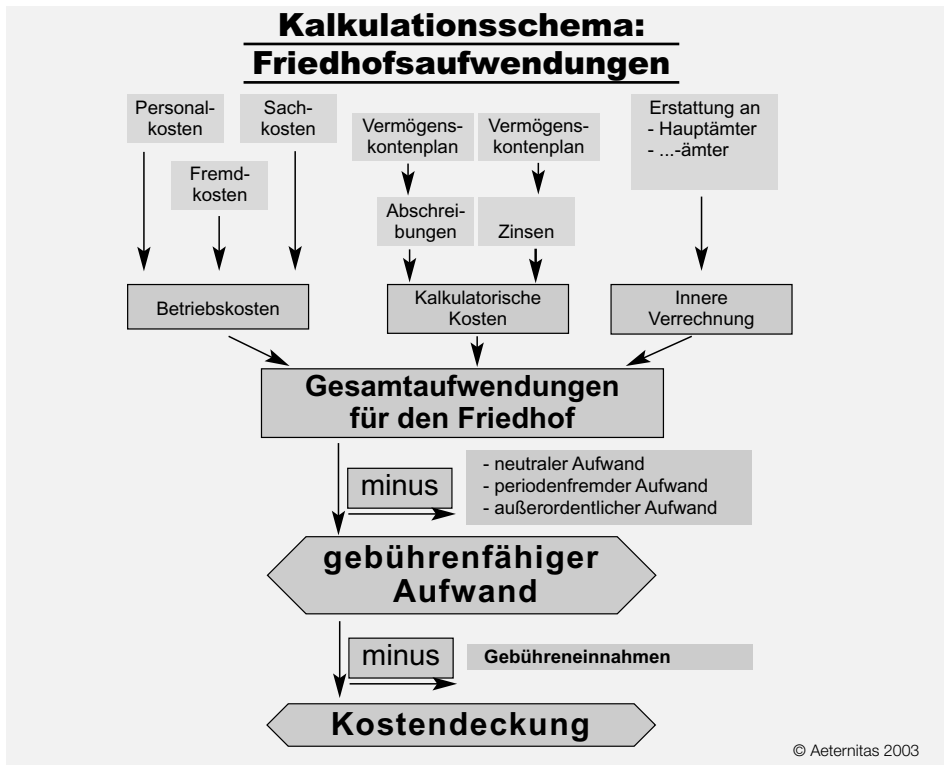 Kalkulationsschema:
Friedhofsaufwendungen
Personal-
kosten
Sach-
kosten
Fremd-
kosten
Vermögens-
kontenplan
Vermögens-
kontenplan
Erstattung an
- Hauptämter
- ...-ämter
Abschrei-
bungen
Zinsen
Betriebskosten
Kalkulatorische
Kosten
Innere
Verrechnung
Gesamtaufwendungen
für den Friedhof
minus
- neutraler Aufwand
- periodenfremder Aufwand
- außerordentlicher Aufwand
gebührenfähiger
Aufwand
minus
Gebühreneinnahmen
Kostendeckung
© Aeternitas 2003